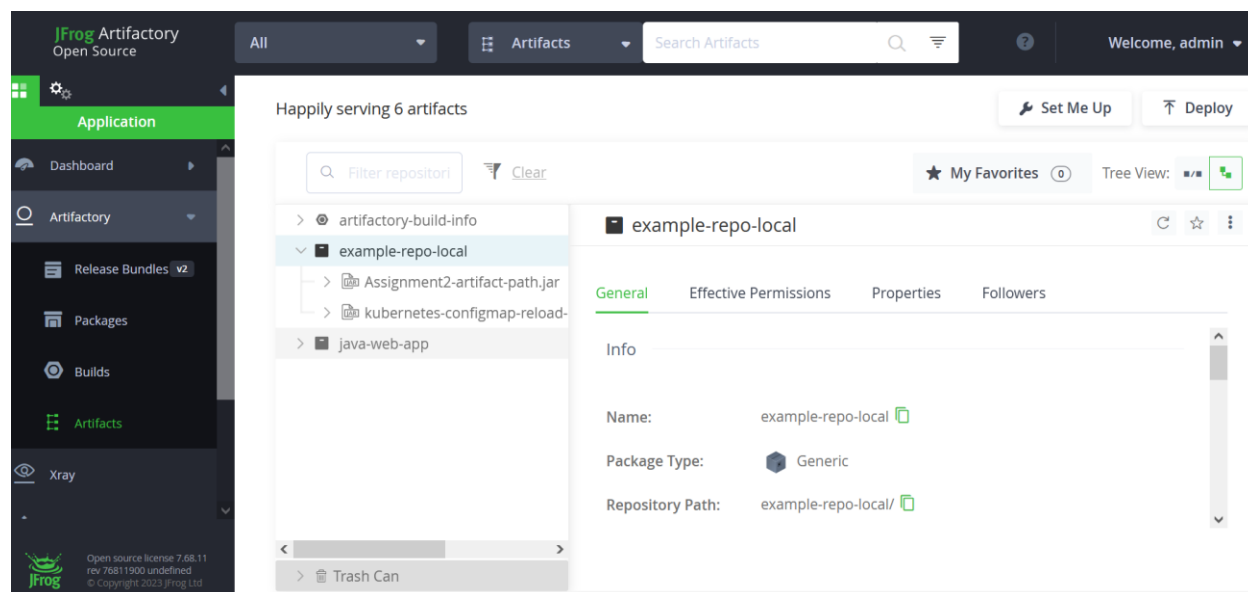 JFrog Artifactory
Open Source
All
Artifacts
Search Artifacts
?
Welcome, admin
Application
Happily serving 6 artifacts
Set Me Up
Deploy
Dashboard
Filter repositori
Clear
My Favorites 0
Tree View:
Artifactory
artifactory-build-info
example-repo-local
example-repo-local
Release Bundles v2
Assignment2-artifact-path.jar
General
Effective Permissions
Properties
Followers
Packages
kubernetes-configmap-reload-
java-web-app
Info
Builds
Name:
example-repo-local
Artifacts
Package Type:
Generic
Xray
Repository Path:
example-repo-local/
Open source license 7.68.11
rev 76811900 undefined
© Copyright 2023 JFrog Ltd
JFrog
Trash Can